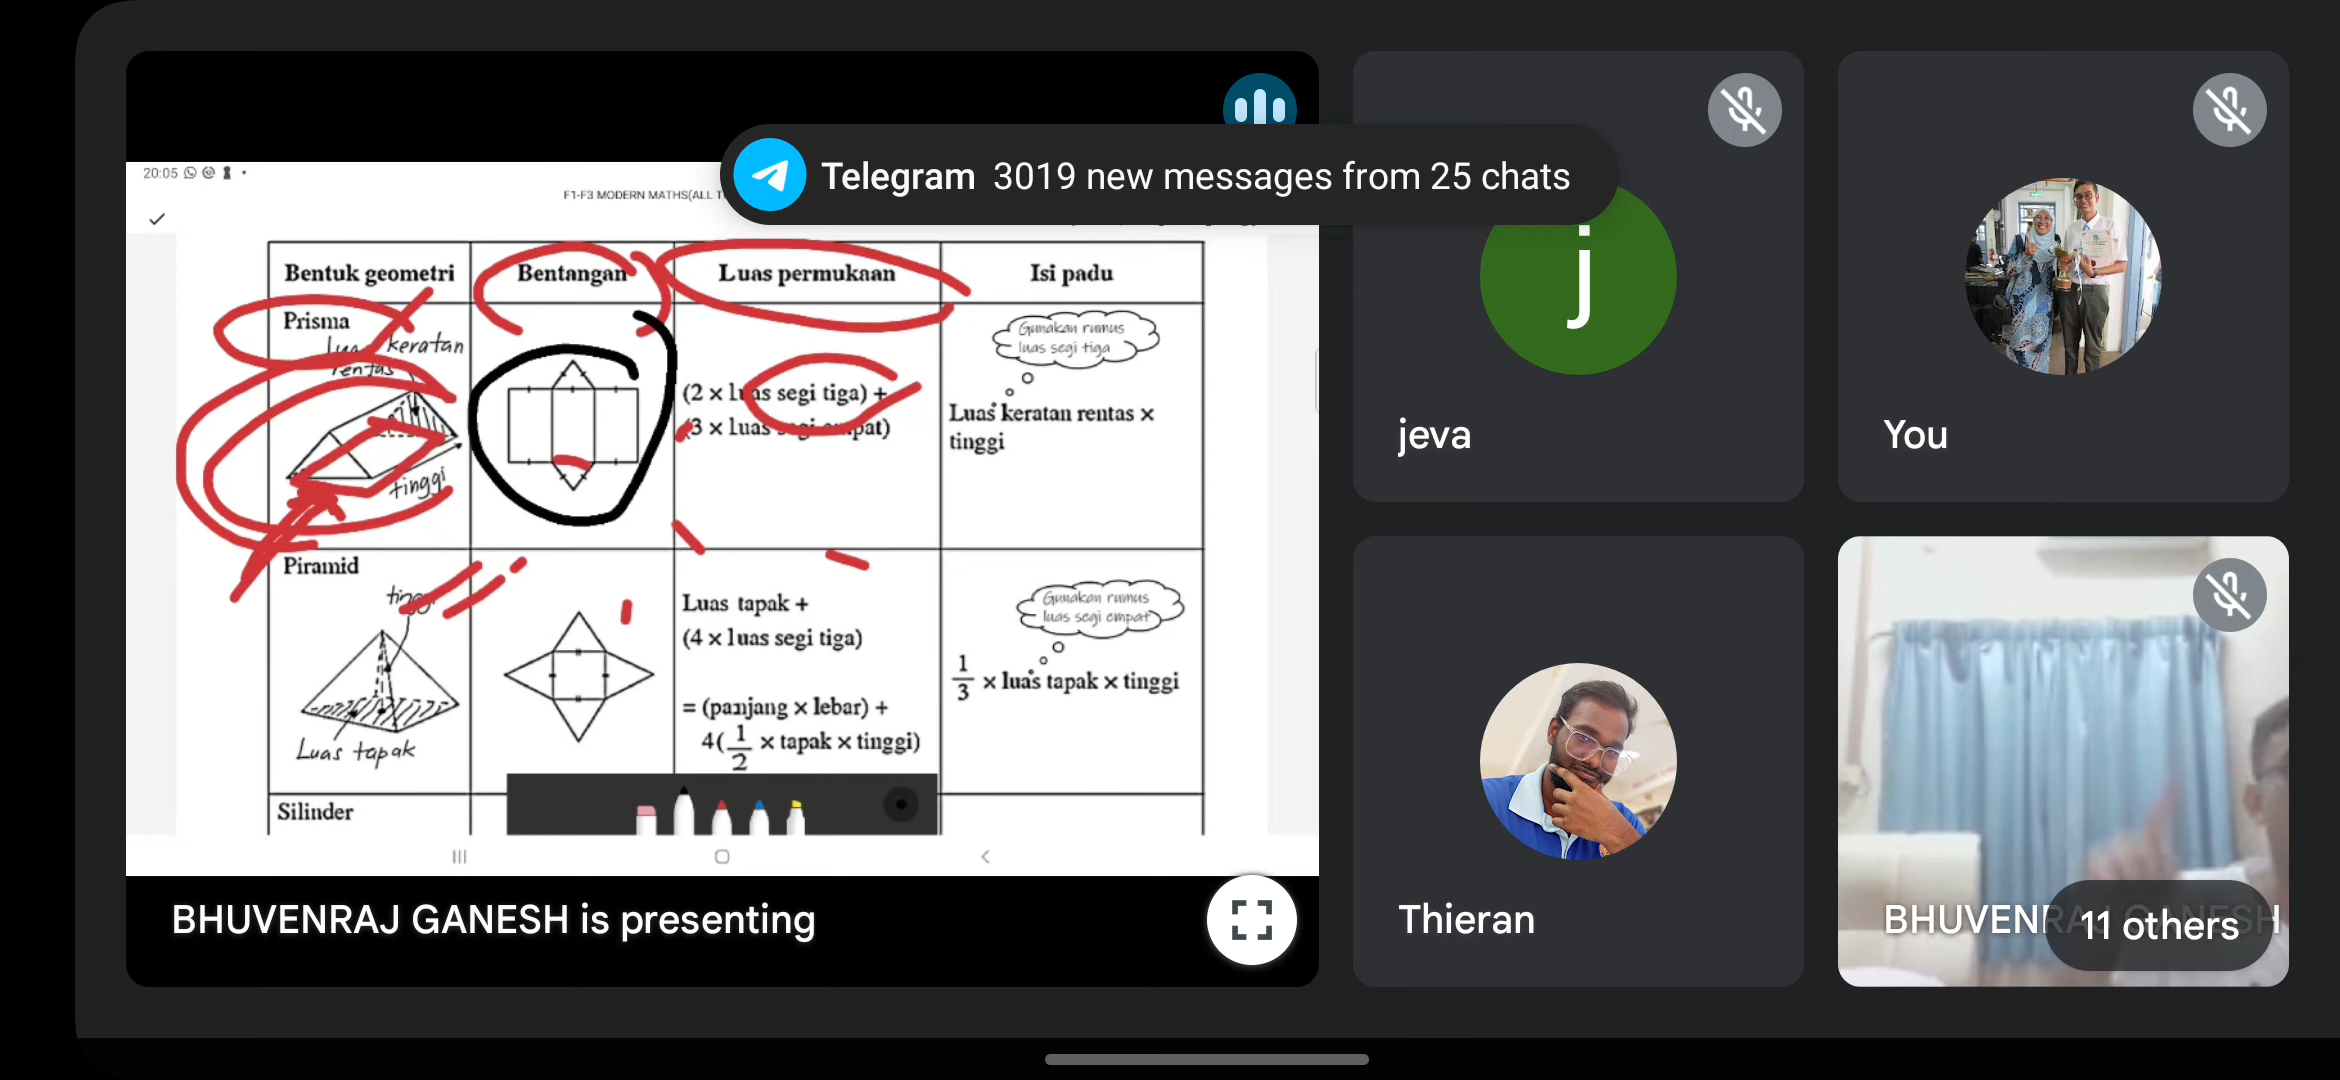 Telegram 3019 new messages from 25 chats
20:05
F1-F3 MODERN MATHS(ALL
Bentuk geometri
Bentangan
Luas permukaan
Isi padu
Prisma
keratan
rentas
tinggi
(2 × luas segi tiga) +
(3 × luas segi empat)
Gunakan rumus
luas segi tiga
Luas keratan rentas ×
tinggi
Piramid
tinggi
Luas tapak
Luas tapak +
(4 × luas segi tiga)
= (panjang × lebar) +
4(1/2 × tapak × tinggi)
Gunakan rumus
luas segi empat
1/3 × luas tapak × tinggi
Silinder
BHUVENRAJ GANESH is presenting
j
jeva
You
Thieran
BHUVENRAJ GANESH
11 others